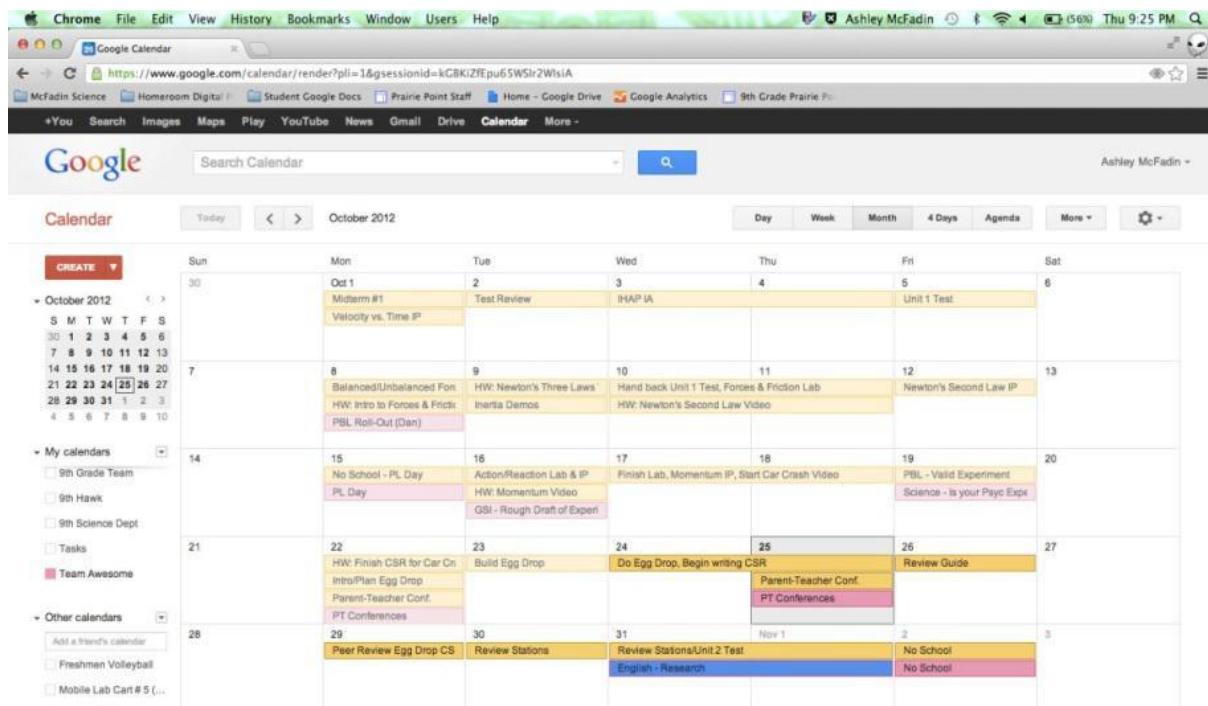 Chrome File Edit View History Bookmarks Window Users Help Ashley McFadin (56%) Thu 9:25 PM
Google Calendar
https://www.google.com/calendar/render?pli=1&gsessionid=
McFadin Science Homeroom Digital Student Google Docs Prairie Point Staff Home - Google Drive Google Analytics 9th Grade Prairie
+You Search Images Maps Play YouTube News Gmail Drive Calendar More
Google Search Calendar Ashley McFadin
Calendar Today < > October 2012 Day Week Month 4 Days Agenda More
CREATE
October 2012 < >
S M T W T F S
30 1 2 3 4 5 6
7 8 9 10 11 12 13
14 15 16 17 18 19 20
21 22 23 24 25 26 27
28 29 30 31 1 2 3
4 5 6 7 8 9 10
My calendars
9th Grade Team
9th Hawk
9th Science Dept
Tasks
Team Awesome
Other calendars
Add a friend's calendar
Freshmen Volleyball
Mobile Lab Cart # 5 (...
Sun Mon Tue Wed Thu Fri Sat
30 Oct 1 2 3 4 5 6
Midterm #1 Test Review IHAP IA Unit 1 Test
Velocity vs. Time IP
7 8 9 10 11 12 13
Balanced/Unbalanced For HW: Newton's Three Laws Hand back Unit 1 Test, Forces & Friction Lab Newton's Second Law IP
HW: Intro to Forces & Frictio Inertia Demos HW: Newton's Second Law Video
PBL Roll-Out (Dan)
14 15 16 17 18 19 20
No School - PL Day Action/Reaction Lab & IP Finish Lab, Momentum IP, Start Car Crash Video PBL - Valid Experiment
PL Day HW: Momentum Video Science - Is your Psyc Expe
GSI - Rough Draft of Experi
21 22 23 24 25 26 27
HW: Finish CSR for Car Cr Build Egg Drop Do Egg Drop, Begin writing CSR Review Guide
Intro/Plan Egg Drop Parent-Teacher Conf.
Parent-Teacher Conf. PT Conferences
PT Conferences
28 29 30 31 Nov 1 2 3
Peer Review Egg Drop CS Review Stations Review Stations/Unit 2 Test No School
English - Research No School